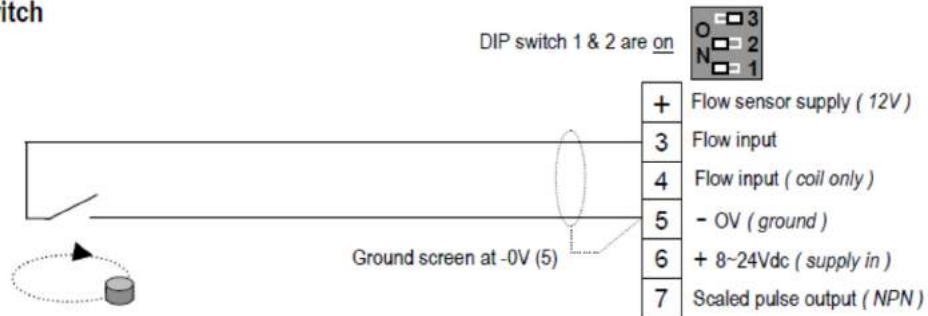 DIP switch 1 & 2 are on
O N
3
2
1
+ Flow sensor supply ( 12V )
3 Flow input
4 Flow input ( coil only )
5 - OV ( ground )
Ground screen at -0V (5)
6 + 8~24Vdc ( supply in )
7 Scaled pulse output ( NPN )